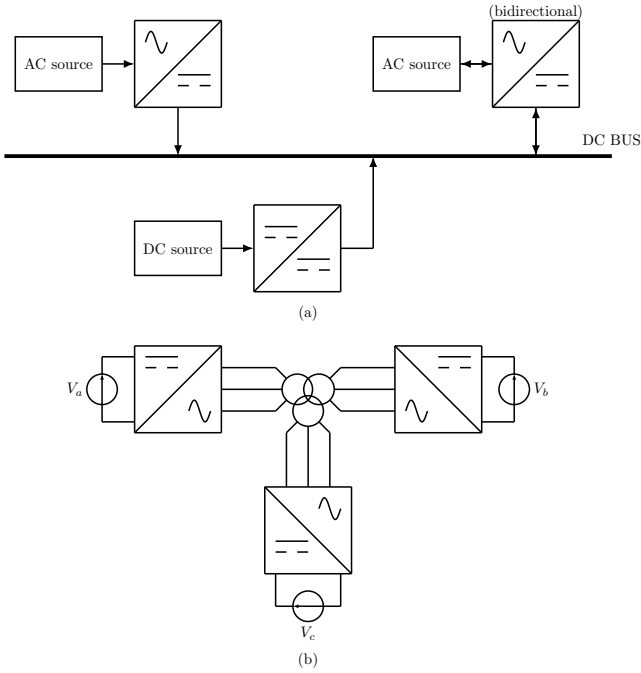 (bidirectional)
AC source
AC source
DC BUS
DC source
(a)
V_a
V_b
V_c
(b)